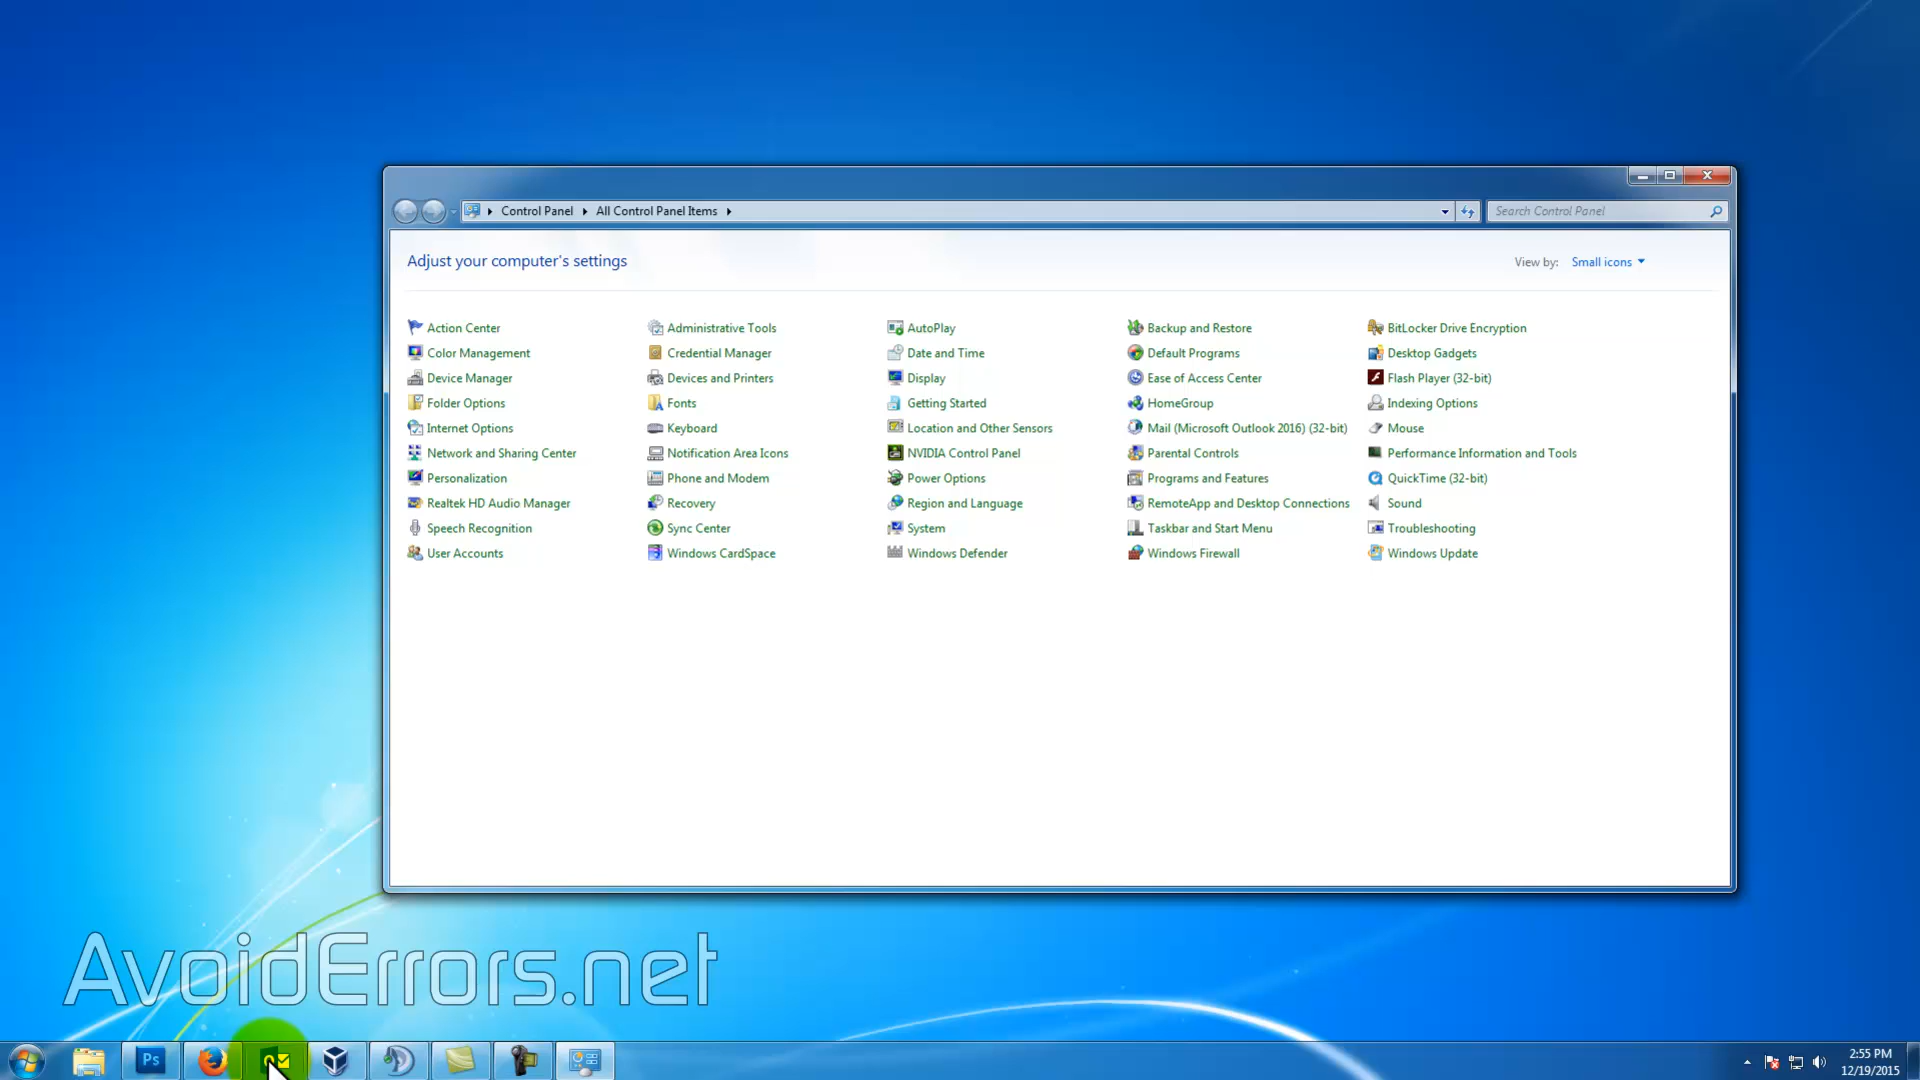 Control Panel All Control Panel Items Search Control Panel
Adjust your computer's settings View by: Small icons
Action Center Administrative Tools AutoPlay Backup and Restore BitLocker Drive Encryption
Color Management Credential Manager Date and Time Default Programs Desktop Gadgets
Device Manager Devices and Printers Display Ease of Access Center Flash Player (32-bit)
Folder Options Fonts Getting Started HomeGroup Indexing Options
Internet Options Keyboard Location and Other Sensors Mail (Microsoft Outlook 2016) (32-bit) Mouse
Network and Sharing Center Notification Area Icons NVIDIA Control Panel Parental Controls Performance Information and Tools
Personalization Phone and Modem Power Options Programs and Features QuickTime (32-bit)
Realtek HD Audio Manager Recovery Region and Language RemoteApp and Desktop Connections Sound
Speech Recognition Sync Center System Taskbar and Start Menu Troubleshooting
User Accounts Windows CardSpace Windows Defender Windows Firewall Windows Update
AvoidErrors.net
Ps 2:55 PM
12/19/2015